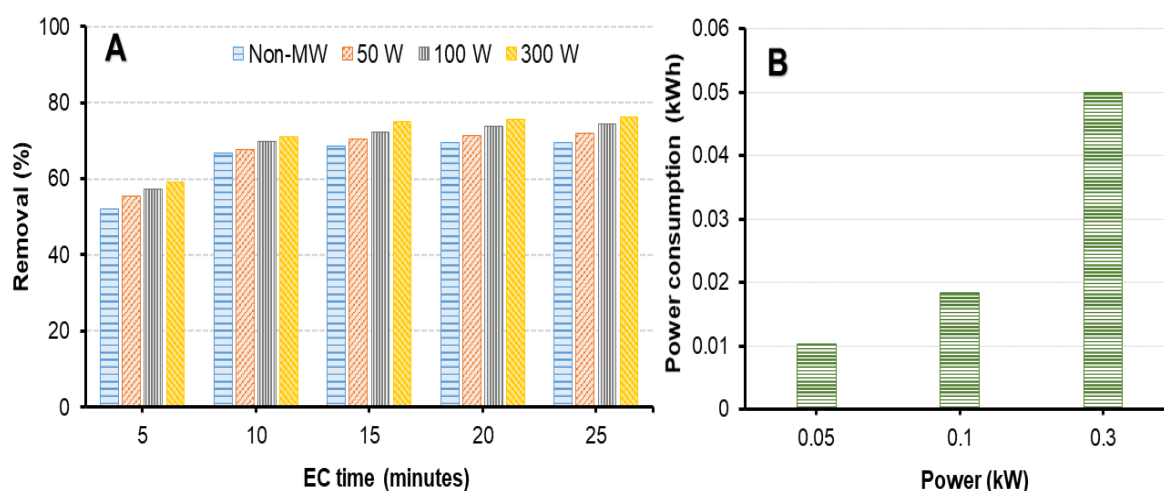 A
Non-MW 50 W 100 W 300 W
Removal (%)
100
80
60
40
20
0
5 10 15 20 25
EC time (minutes)
B
Power consumption (kWh)
0.06
0.05
0.04
0.03
0.02
0.01
0
0.05 0.1 0.3
Power (kW)